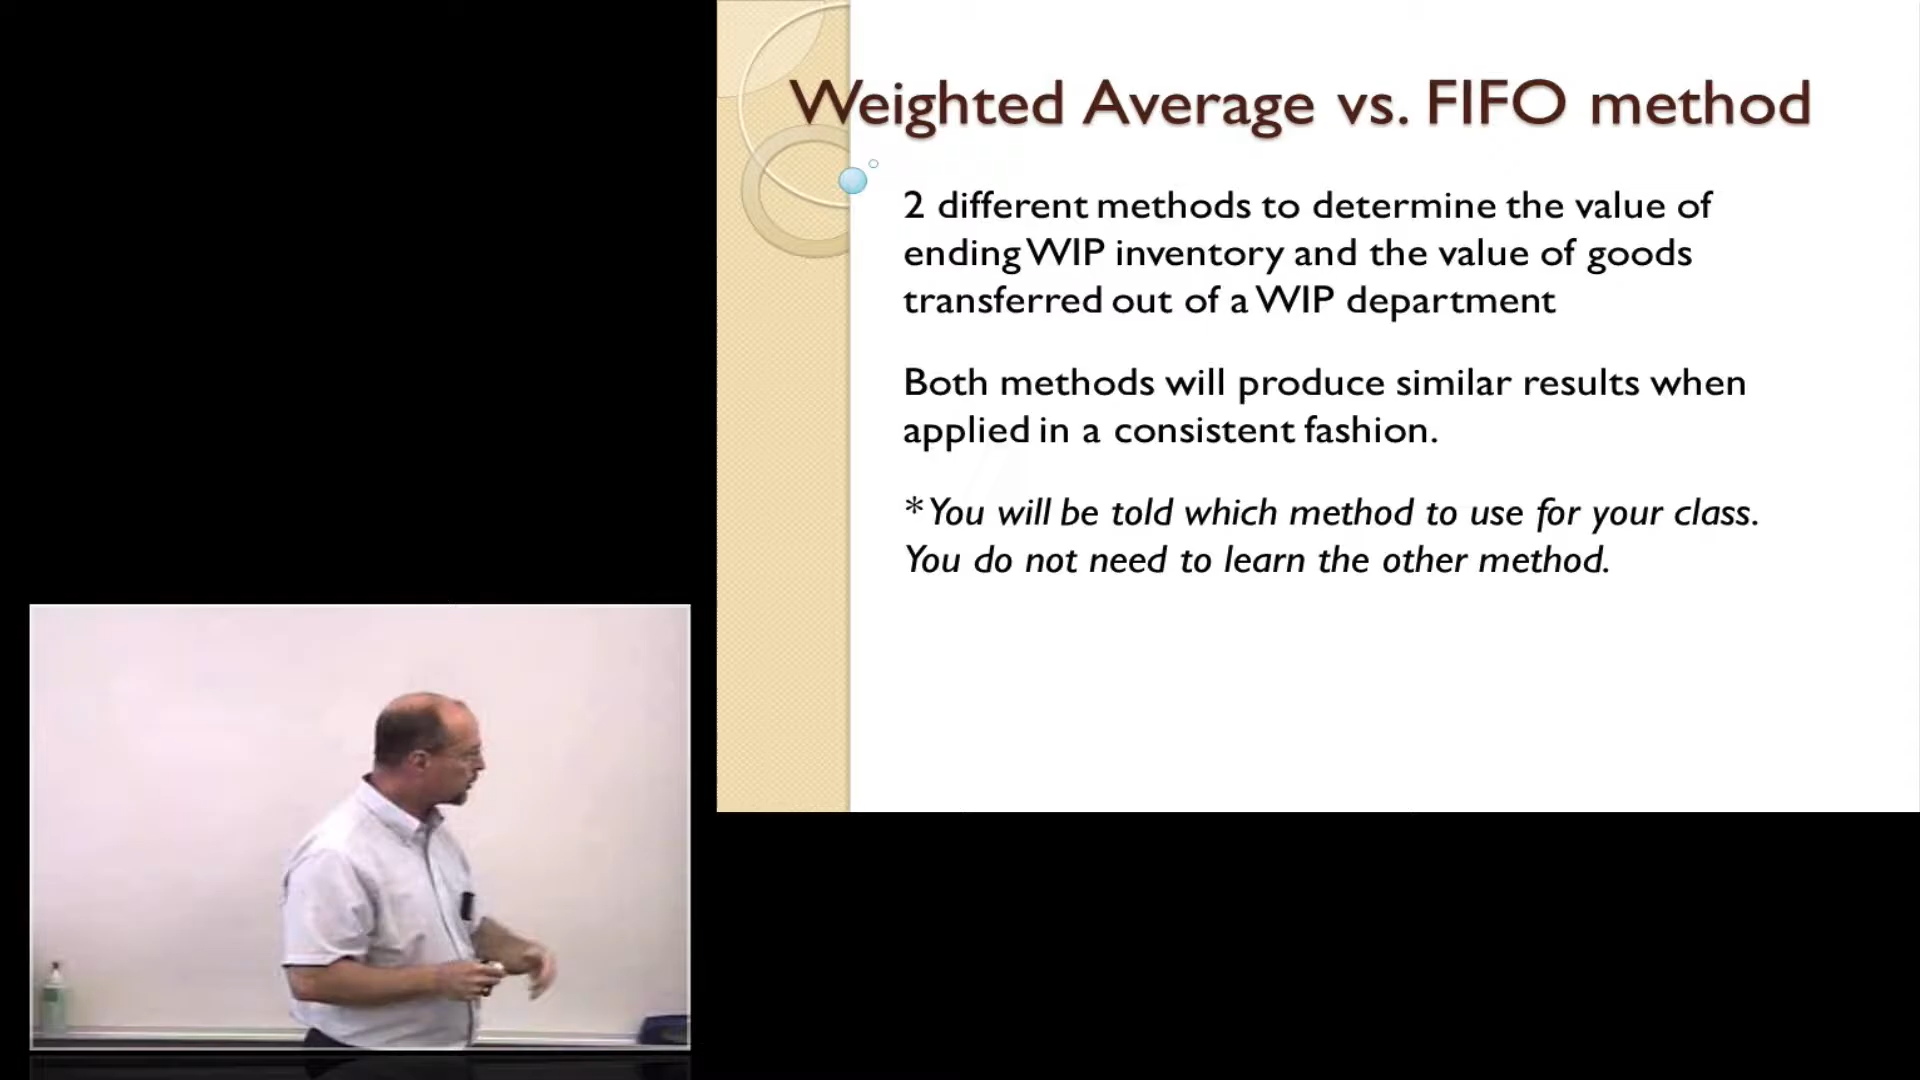 Weighted Average vs. FIFO method
2 different methods to determine the value of
ending WIP inventory and the value of goods
transferred out of a WIP department
Both methods will produce similar results when
applied in a consistent fashion.
*You will be told which method to use for your class.
You do not need to learn the other method.